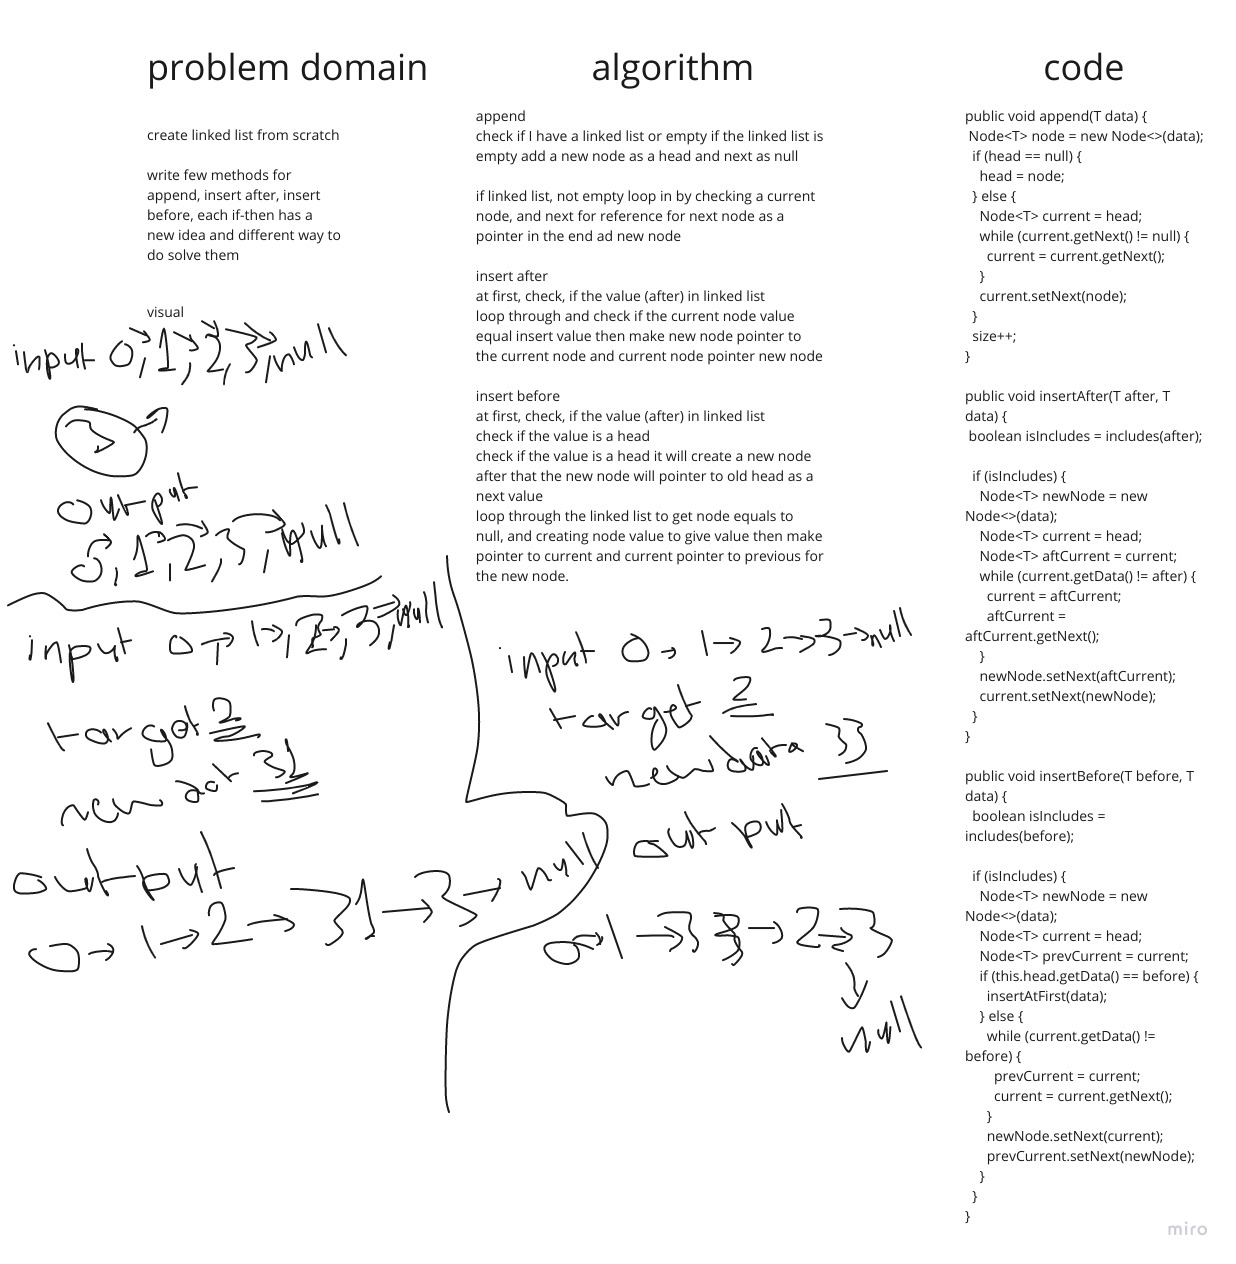 problem domain
create linked list from scratch
write few methods for
append, insert after, insert
before, each if-then has a
new idea and different way to
do solve them
visual
input 0, 1, 2, 3, null
3
output
0, 1, 2, 3, null
input 0 → 1 →, 2 →, 3 →, null
target 2
new dat 31
output
0 → 1 → 2 → 31 → 3 → null
algorithm
append
check if I have a linked list or empty if the linked list is
empty add a new node as a head and next as null
if linked list, not empty loop in by checking a current
node, and next for reference for next node as a
pointer in the end ad new node
insert after
at first, check, if the value (after) in linked list
loop through and check if the current node value
equal insert value then make new node pointer to
the current node and current node pointer new node
insert before
at first, check, if the value (after) in linked list
check if the value is a head
check if the value is a head it will create a new node
after that the new node will pointer to old head as a
next value
loop through the linked list to get node equals to
null, and creating node value to give value then make
pointer to current and current pointer to previous for
the new node.
input 0 → 1 → 2 → 3 → null
target 2
new data 33
out put
0 → 1 → 3 3 → 2 → 3
null
code
public void append(T data) {
Node<T> node = new Node<>(data);
if (head == null) {
head = node;
} else {
Node<T> current = head;
while (current.getNext() != null) {
current = current.getNext();
}
current.setNext(node);
}
size++;
}
public void insertAfter(T after, T
data) {
boolean isIncludes = includes(after);
if (isIncludes) {
Node<T> newNode = new
Node<>(data);
Node<T> current = head;
Node<T> aftCurrent = current;
while (current.getData() != after) {
current = aftCurrent;
aftCurrent =
aftCurrent.getNext();
}
newNode.setNext(aftCurrent);
current.setNext(newNode);
}
}
public void insertBefore(T before, T
data) {
boolean isIncludes =
includes(before);
if (isIncludes) {
Node<T> newNode = new
Node<>(data);
Node<T> current = head;
Node<T> prevCurrent = current;
if (this.head.getData() == before) {
insertAtFirst(data);
} else {
while (current.getData() !=
before) {
prevCurrent = current;
current = current.getNext();
}
newNode.setNext(current);
prevCurrent.setNext(newNode);
}
}
}
miro